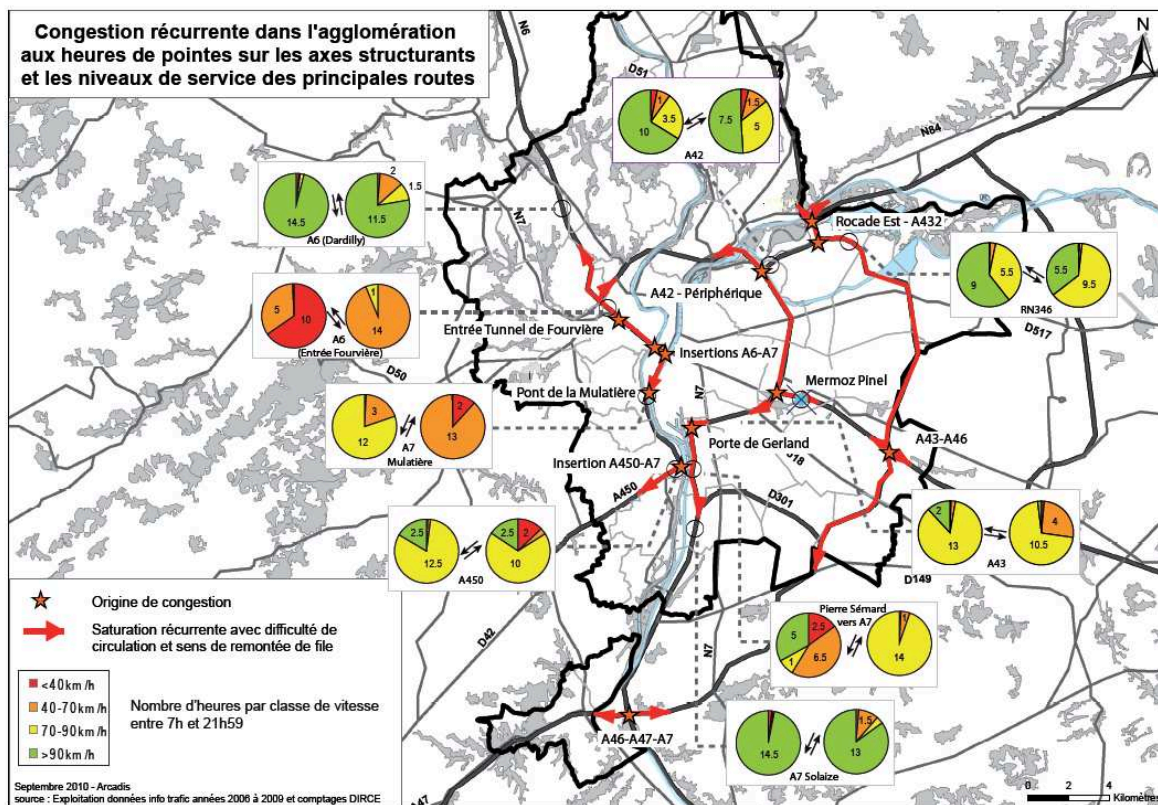 Congestion récurrente dans l'agglomération
aux heures de pointes sur les axes structurants
et les niveaux de service des principales routes
N6
D51
N
1
3.5
10
1.5
7.5
5
A42
N84
2
1.5
14.5
11.5
A6 (Dardilly)
N7
Rocade Est - A432
5.5
9
5.5
9.5
RN346
A42 - Périphérique
5
10
1
14
A6
(Entrée Fourvière)
Entrée Tunnel de Fourvière
D517
D50
Insertions A6-A7
Pont de la Mulatière
N7
Mermoz Pinel
3
12
2
13
A7
Mulatière
Porte de Gerland
A43-A46
Insertion A450-A7
318
A450
D301
2.5
12.5
2.5
2
10
A450
2
13
4
10.5
A43
D149
Origine de congestion
Saturation récurrente avec difficulté de
circulation et sens de remontée de file
D42
N7
Pierre Sémard
vers A7
5
2.5
1
6.5
1
14
<40km/h
40-70km/h
70-90km/h
>90km/h
Nombre d'heures par classe de vitesse
entre 7h et 21h59
A46-A47-A7
14.5
1.5
13
A7 Solaize
Septembre 2010 - Arcadis
source : Exploitation données info trafic années 2006 à 2009 et comptages DIRCE
A47
0 2 4
Kilomètres